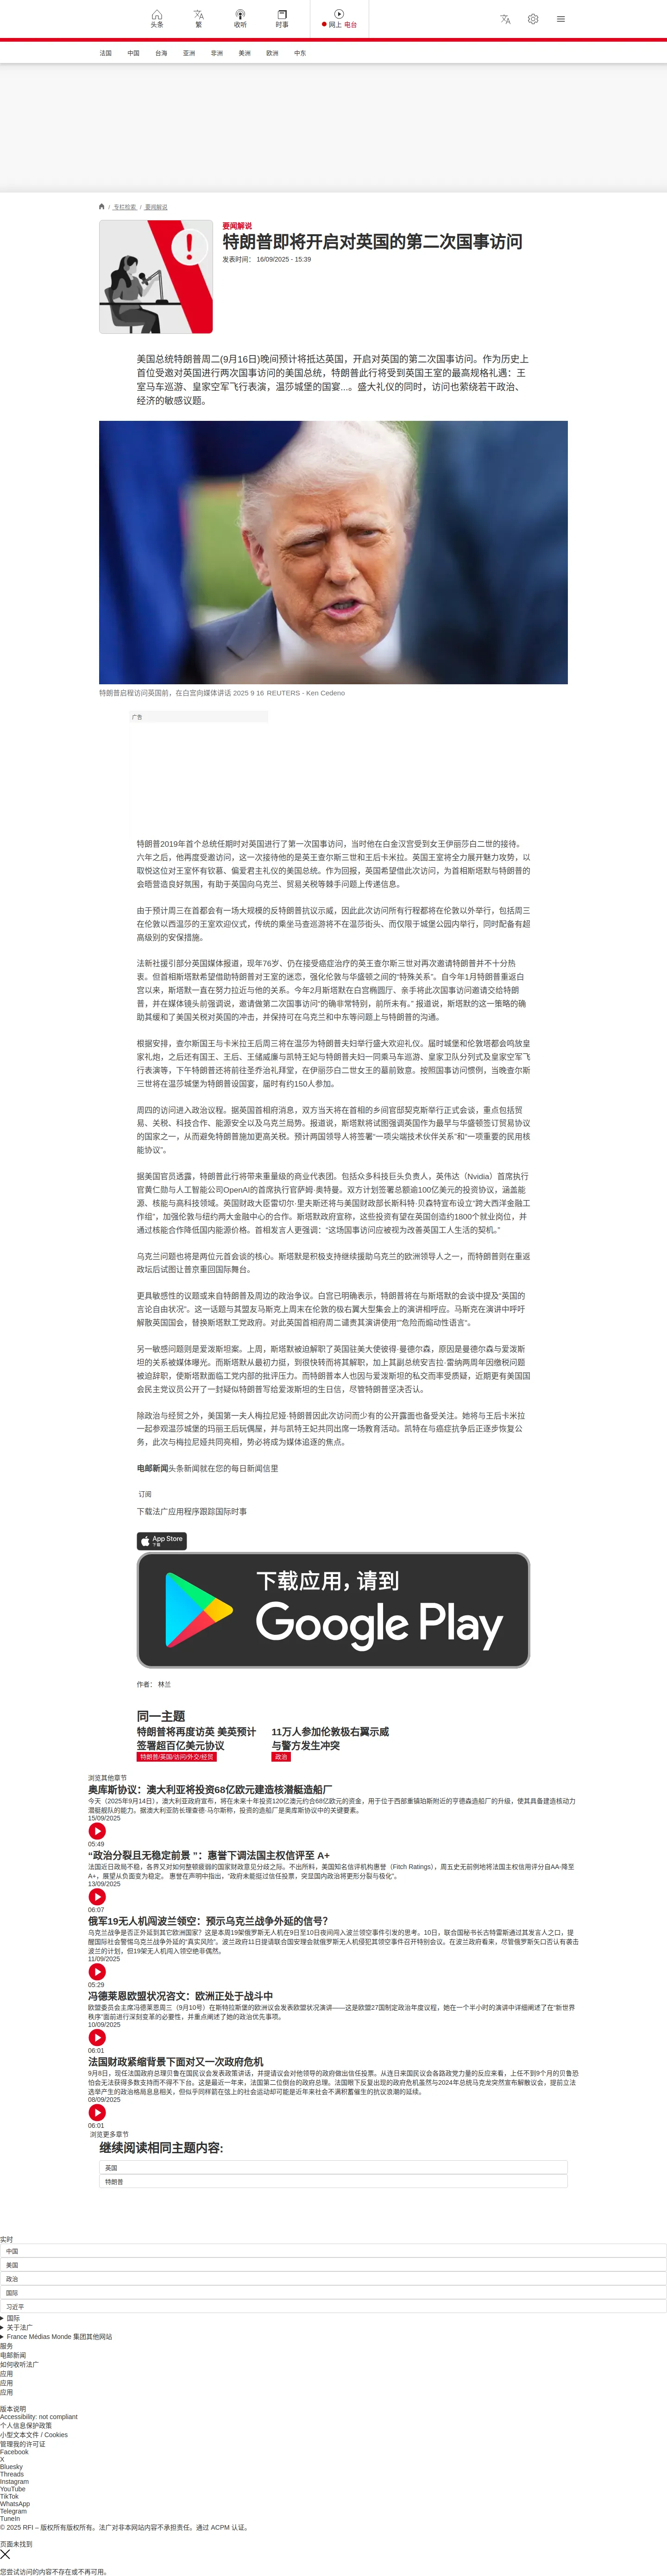 头条
繁
收听
时事
网上 电台
法国 中国 台海 亚洲 非洲 美洲 欧洲 中东
/ 专栏检索 / 要闻解说
要闻解说
特朗普即将开启对英国的第二次国事访问
发表时间： 16/09/2025 - 15:39
美国总统特朗普周二(9月16日)晚间预计将抵达英国，开启对英国的第二次国事访问。作为历史上
首位受邀对英国进行两次国事访问的美国总统，特朗普此行将受到英国王室的最高规格礼遇：王
室马车巡游、皇家空军飞行表演，温莎城堡的国宴...。盛大礼仪的同时，访问也萦绕若干政治、
经济的敏感议题。
特朗普启程访问英国前，在白宫向媒体讲话 2025 9 16 REUTERS - Ken Cedeno
广告
特朗普2019年首个总统任期时对英国进行了第一次国事访问，当时他在白金汉宫受到女王伊丽莎白二世的接待。
六年之后，他再度受邀访问，这一次接待他的是英王查尔斯三世和王后卡米拉。英国王室将全力展开魅力攻势，以
取悦这位对王室怀有钦慕、偏爱君主礼仪的美国总统。作为回报，英国希望借此次访问，为首相斯塔默与特朗普的
会晤营造良好氛围，有助于英国向乌克兰、贸易关税等棘手问题上传递信息。
由于预计周三在首都会有一场大规模的反特朗普抗议示威，因此此次访问所有行程都将在伦敦以外举行，包括周三
在伦敦以西温莎的王室欢迎仪式，传统的乘坐马查巡游将不在温莎街头、而仅限于城堡公园内举行，同时配备有超
高级别的安保措施。
法新社援引部分英国媒体报道，现年76岁、仍在接受癌症治疗的英王查尔斯三世对再次邀请特朗普并不十分热
衷。但首相斯塔默希望借助特朗普对王室的迷恋，强化伦敦与华盛顿之间的“特殊关系”。自今年1月特朗普重返白
宫以来，斯塔默一直在努力拉近与他的关系。今年2月斯塔默在白宫椭圆厅、亲手将此次国事访问邀请交给特朗
普，并在媒体镜头前强调说，邀请做第二次国事访问“的确非常特别，前所未有。” 报道说，斯塔默的这一策略的确
助其缓和了美国关税对英国的冲击，并保持可在乌克兰和中东等问题上与特朗普的沟通。
根据安排，查尔斯国王与卡米拉王后周三将在温莎为特朗普夫妇举行盛大欢迎礼仪。届时城堡和伦敦塔都会鸣放皇
家礼炮，之后还有国王、王后、王储威廉与凯特王妃与特朗普夫妇一同乘马车巡游、皇家卫队分列式及皇家空军飞
行表演等，下午特朗普还将前往圣乔治礼拜堂，在伊丽莎白二世女王的墓前致意。按照国事访问惯例，当晚查尔斯
三世将在温莎城堡为特朗普设国宴，届时有约150人参加。
周四的访问进入政治议程。据英国首相府消息，双方当天将在首相的乡间官邸契克斯举行正式会谈，重点包括贸
易、关税、科技合作、能源安全以及乌克兰局势。报道说，斯塔默将试图强调英国作为最早与华盛顿签订贸易协议
的国家之一，从而避免特朗普施加更高关税。预计两国领导人将签署“一项尖端技术伙伴关系”和“一项重要的民用核
能协议”。
据美国官员透露，特朗普此行将带来重量级的商业代表团。包括众多科技巨头负责人，英伟达（Nvidia）首席执行
官黄仁勋与人工智能公司OpenAI的首席执行官萨姆·奥特曼。双方计划签署总额逾100亿美元的投资协议，涵盖能
源、核能与高科技领域。英国财政大臣雷切尔·里夫斯还将与美国财政部长斯科特·贝森特宣布设立“跨大西洋金融工
作组”，加强伦敦与纽约两大金融中心的合作。斯塔默政府宣称，这些投资有望在英国创造约1800个就业岗位，并
通过核能合作降低国内能源价格。首相发言人更强调：“这场国事访问应被视为改善英国工人生活的契机。”
乌克兰问题也将是两位元首会谈的核心。斯塔默是积极支持继续援助乌克兰的欧洲领导人之一，而特朗普则在重返
政坛后试图让普京重回国际舞台。
更具敏感性的议题或来自特朗普及周边的政治争议。白宫已明确表示，特朗普将在与斯塔默的会谈中提及“英国的
言论自由状况”。这一话题与其盟友马斯克上周末在伦敦的极右翼大型集会上的演讲相呼应。马斯克在演讲中呼吁
解散英国国会，替换斯塔默工党政府。对此英国首相府周二谴责其演讲使用“”危险而煽动性语言“。
另一敏感问题则是爱泼斯坦案。上周，斯塔默被迫解职了英国驻美大使彼得·曼德尔森，原因是曼德尔森与爱泼斯
坦的关系被媒体曝光。而斯塔默从最初力挺，到很快转而将其解职，加上其副总统安吉拉·雷纳两周年因缴税问题
被迫辞职，使斯塔默面临工党内部的批评压力。而特朗普本人也因与爱泼斯坦的私交而率受质疑，近期更有美国国
会民主党议员公开了一封疑似特朗普写给爱泼斯坦的生日信，尽管特朗普坚决否认。
除政治与经贸之外，美国第一夫人梅拉尼娅·特朗普因此次访问而少有的公开露面也备受关注。她将与王后卡米拉
一起参观温莎城堡的玛丽王后玩偶屋，并与凯特王妃共同出席一场教育活动。凯特在与癌症抗争后正逐步恢复公
务，此次与梅拉尼娅共同亮相，势必将成为媒体追逐的焦点。
电邮新闻头条新闻就在您的每日新闻信里
订阅
下载法广应用程序跟踪国际时事
App Store
下载
下载应用，请到
Google Play
作者： 林兰
同一主题
特朗普将再度访英 美英预计
签署超百亿美元协议
特朗普/英国/访问/外交/经贸
11万人参加伦敦极右翼示威
与警方发生冲突
政治
浏览其他章节
奥库斯协议：澳大利亚将投资68亿欧元建造核潜艇造船厂
今天（2025年9月14日），澳大利亚政府宣布，将在未来十年投资120亿澳元约合68亿欧元的资金，用于位于西部重镇珀斯附近的亨德森造船厂的升级，使其具备建造核动力
潜艇舰队的能力。据澳大利亚防长理查德·马尔斯称，投资的造船厂是奥库斯协议中的关键要素。
15/09/2025
05:49
“政治分裂且无稳定前景 ”：惠誉下调法国主权信评至 A+
法国近日政局不稳，各界又对如何整顿疲弱的国家财政意见分歧之际。不出所料，美国知名信评机构惠誉（Fitch Ratings），周五史无前例地将法国主权信用评分自AA-降至
A+，展望从负面变为稳定。 惠誉在声明中指出，“政府未能挺过信任投票，突显国内政治将更形分裂与极化”。
13/09/2025
06:07
俄军19无人机闯波兰领空：预示乌克兰战争外延的信号？
乌克兰战争是否正外延到其它欧洲国家？这是本周19架俄罗斯无人机在9日至10日夜间闯入波兰领空事件引发的思考。10日，联合国秘书长古特雷斯通过其发言人之口，提
醒国际社会警惕乌克兰战争外延的“真实风险”。波兰政府11日提请联合国安理会就俄罗斯无人机侵犯其领空事件召开特别会议。在波兰政府看来，尽管俄罗斯矢口否认有袭击
波兰的计划，但19架无人机闯入领空绝非偶然。
11/09/2025
05:29
冯德莱恩欧盟状况咨文：欧洲正处于战斗中
欧盟委员会主席冯德莱恩周三（9月10号）在斯特拉斯堡的欧洲议会发表欧盟状况演讲——这是欧盟27国制定政治年度议程，她在一个半小时的演讲中详细阐述了在“新世界
秩序”面前进行深刻变革的必要性，并重点阐述了她的政治优先事项。
10/09/2025
06:01
法国财政紧缩背景下面对又一次政府危机
9月8日，现任法国政府总理贝鲁在国民议会发表政策讲话，并提请议会对他领导的政府做出信任投票。从连日来国民议会各路政党力量的反应来看，上任不到9个月的贝鲁恐
怕会无法获得多数支持而不得不下台。这是最近一年来，法国第二位倒台的政府总理。法国眼下反复出现的政府危机虽然与2024年总统马克龙突然宣布解散议会，提前立法
选举产生的政治格局息息相关，但似乎同样箭在弦上的社会运动却可能是近年来社会不满积蓄催生的抗议浪潮的延续。
08/09/2025
06:01
浏览更多章节
继续阅读相同主题内容:
英国
特朗普
实时
中国
美国
政治
国际
习近平
国际
关于法广
France Médias Monde 集团其他网站
服务
电邮新闻
如何收听法广
应用
应用
应用
版本说明
Accessibility: not compliant
个人信息保护政策
小型文本文件 / Cookies
管理我的许可证
Facebook
X
Bluesky
Threads
Instagram
YouTube
TikTok
WhatsApp
Telegram
TuneIn
© 2025 RFI – 版权所有版权所有。法广对非本网站内容不承担责任。通过 ACPM 认证。
页面未找到
您尝试访问的内容不存在或不再可用。